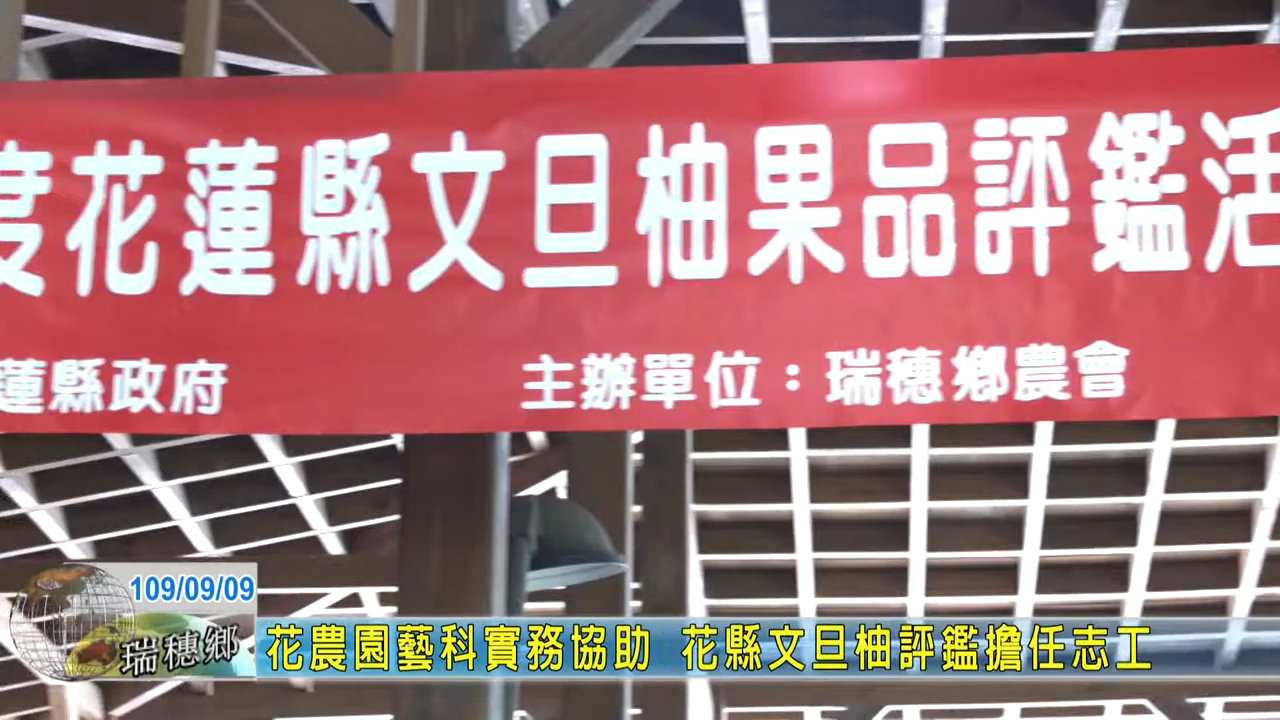 度花蓮縣文旦柚果品評鑑活
蓮縣政府 主辦單位：瑞穗鄉農會
109/09/09
瑞穗鄉
花農園藝科實務協助 花縣文旦柚評鑑擔任志工